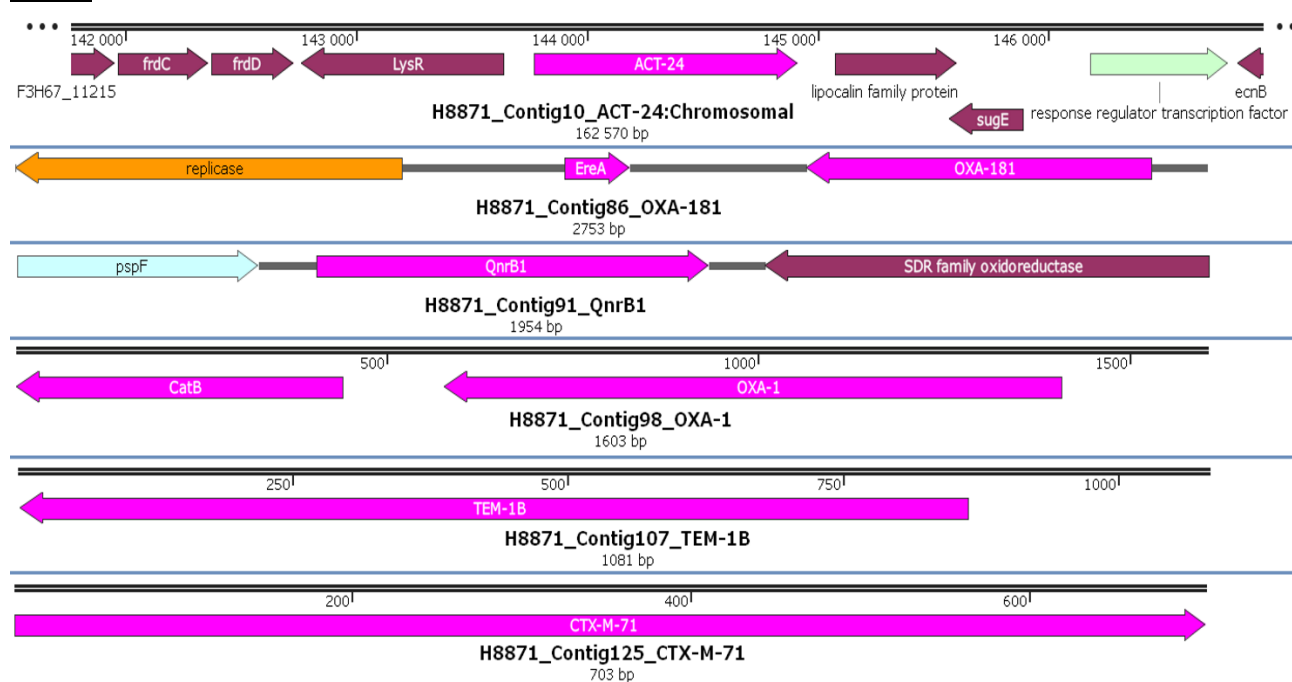 142 000 143 000 144 000 145 000 146 000
frdC frdD LysR ACT-24
F3H67_11215 lipocalin family protein ecnB
H8871_Contig10_ACT-24:Chromosomal sugE response regulator transcription factor
162 570 bp
replicase EreA OXA-181
H8871_Contig86_OXA-181
2753 bp
pspF QnrB1 SDR family oxidoreductase
H8871_Contig91_QnrB1
1954 bp
500 1000 1500
CatB OXA-1
H8871_Contig98_OXA-1
1603 bp
250 500 750 1000
TEM-1B
H8871_Contig107_TEM-1B
1081 bp
200 400 600
CTX-M-71
H8871_Contig125_CTX-M-71
703 bp